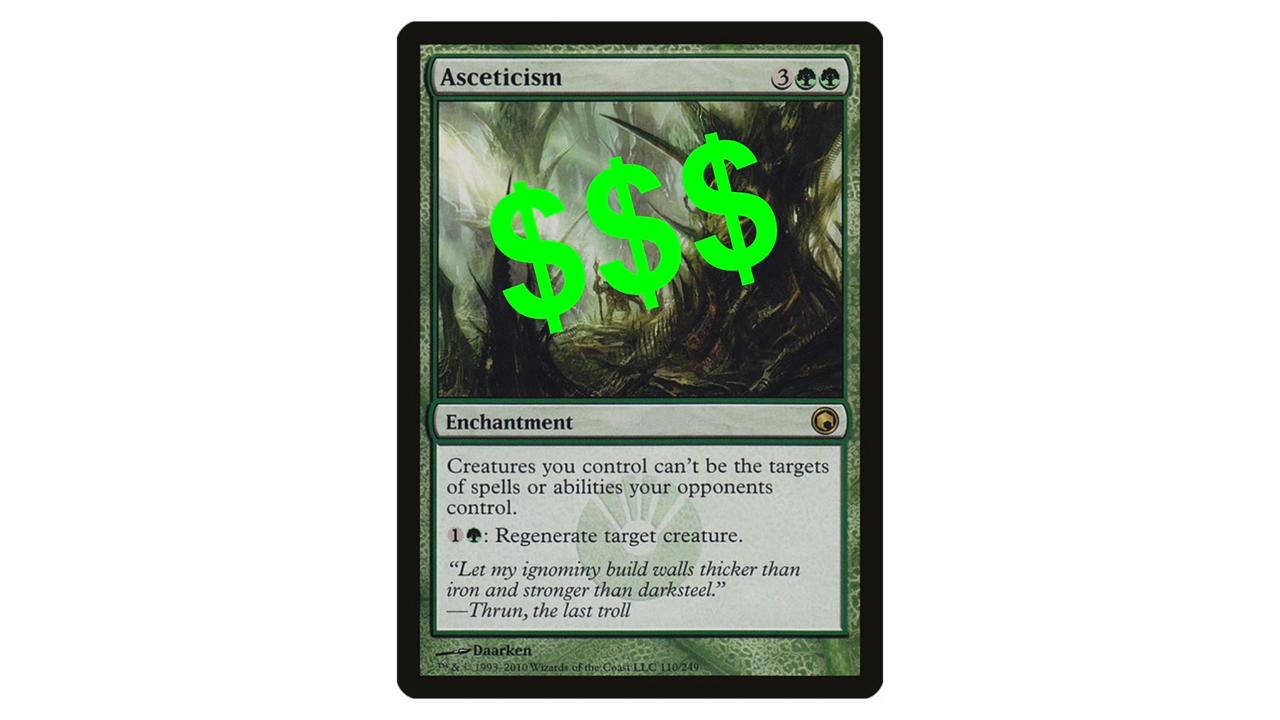 Asceticism 3
$$$
Enchantment
Creatures you control can't be the targets
of spells or abilities your opponents
control.
1 : Regenerate target creature.
"Let my ignominy build walls thicker than
iron and stronger than darksteel."
—Thrun, the last troll
Daarken
™ & © 1993-2010 Wizards of the Coast LLC 110/249